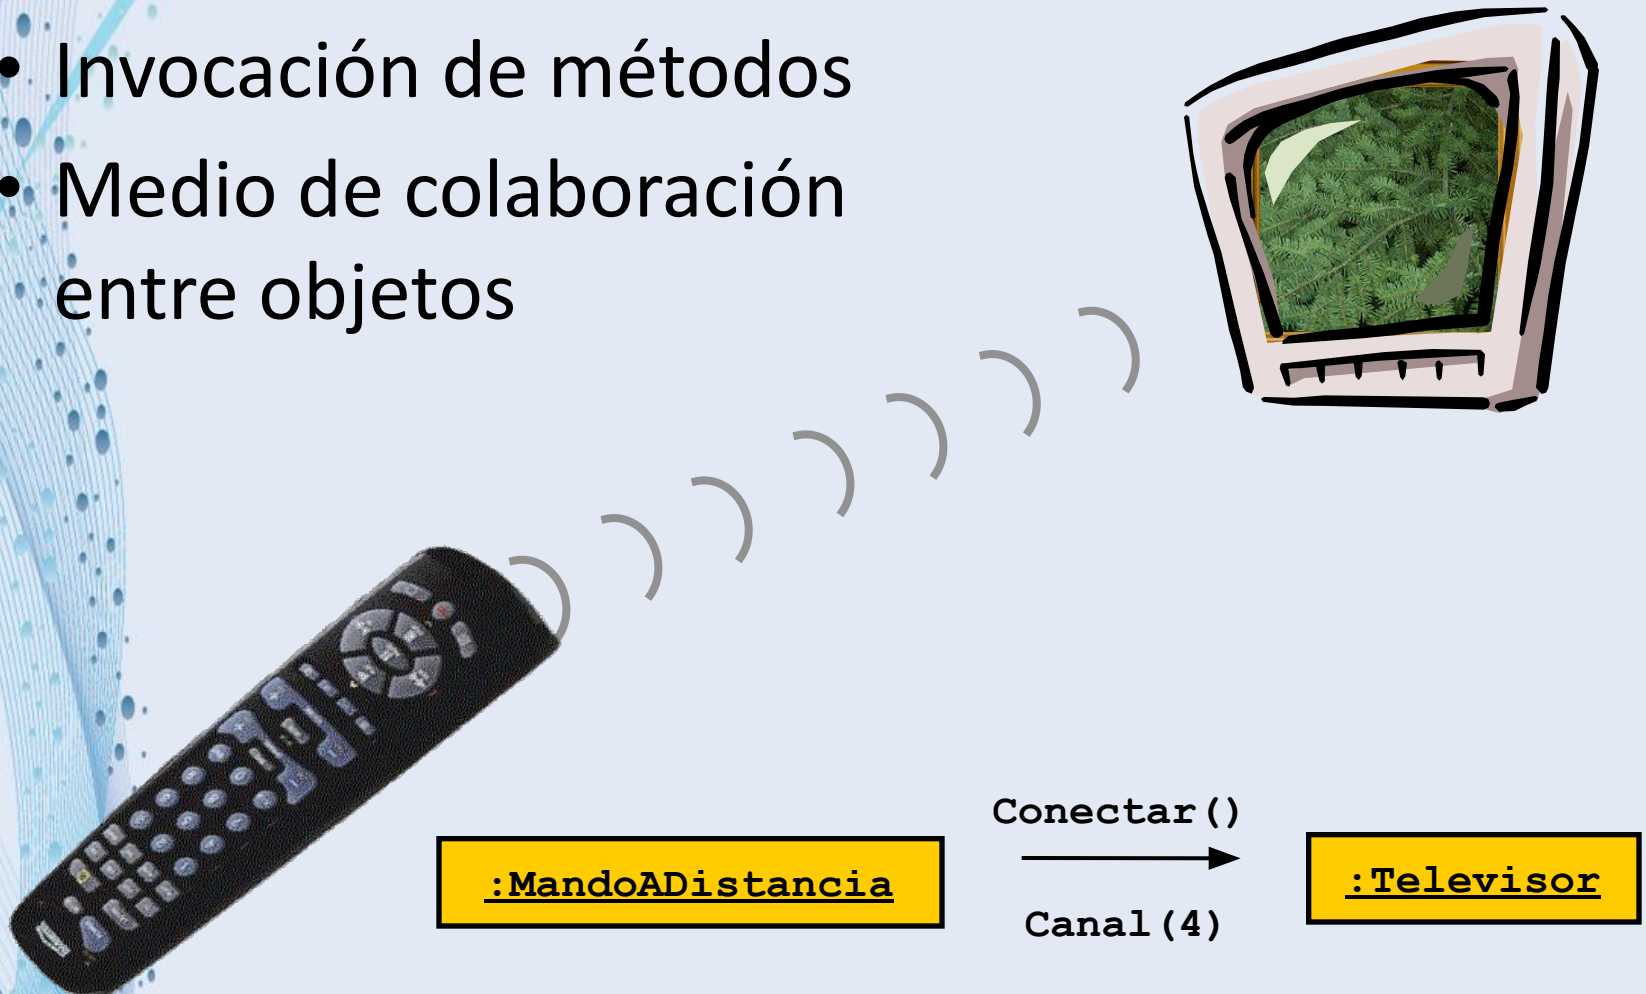 • Invocación de métodos
• Medio de colaboración
entre objetos
Conectar()
:MandoADistancia
:Televisor
Canal(4)